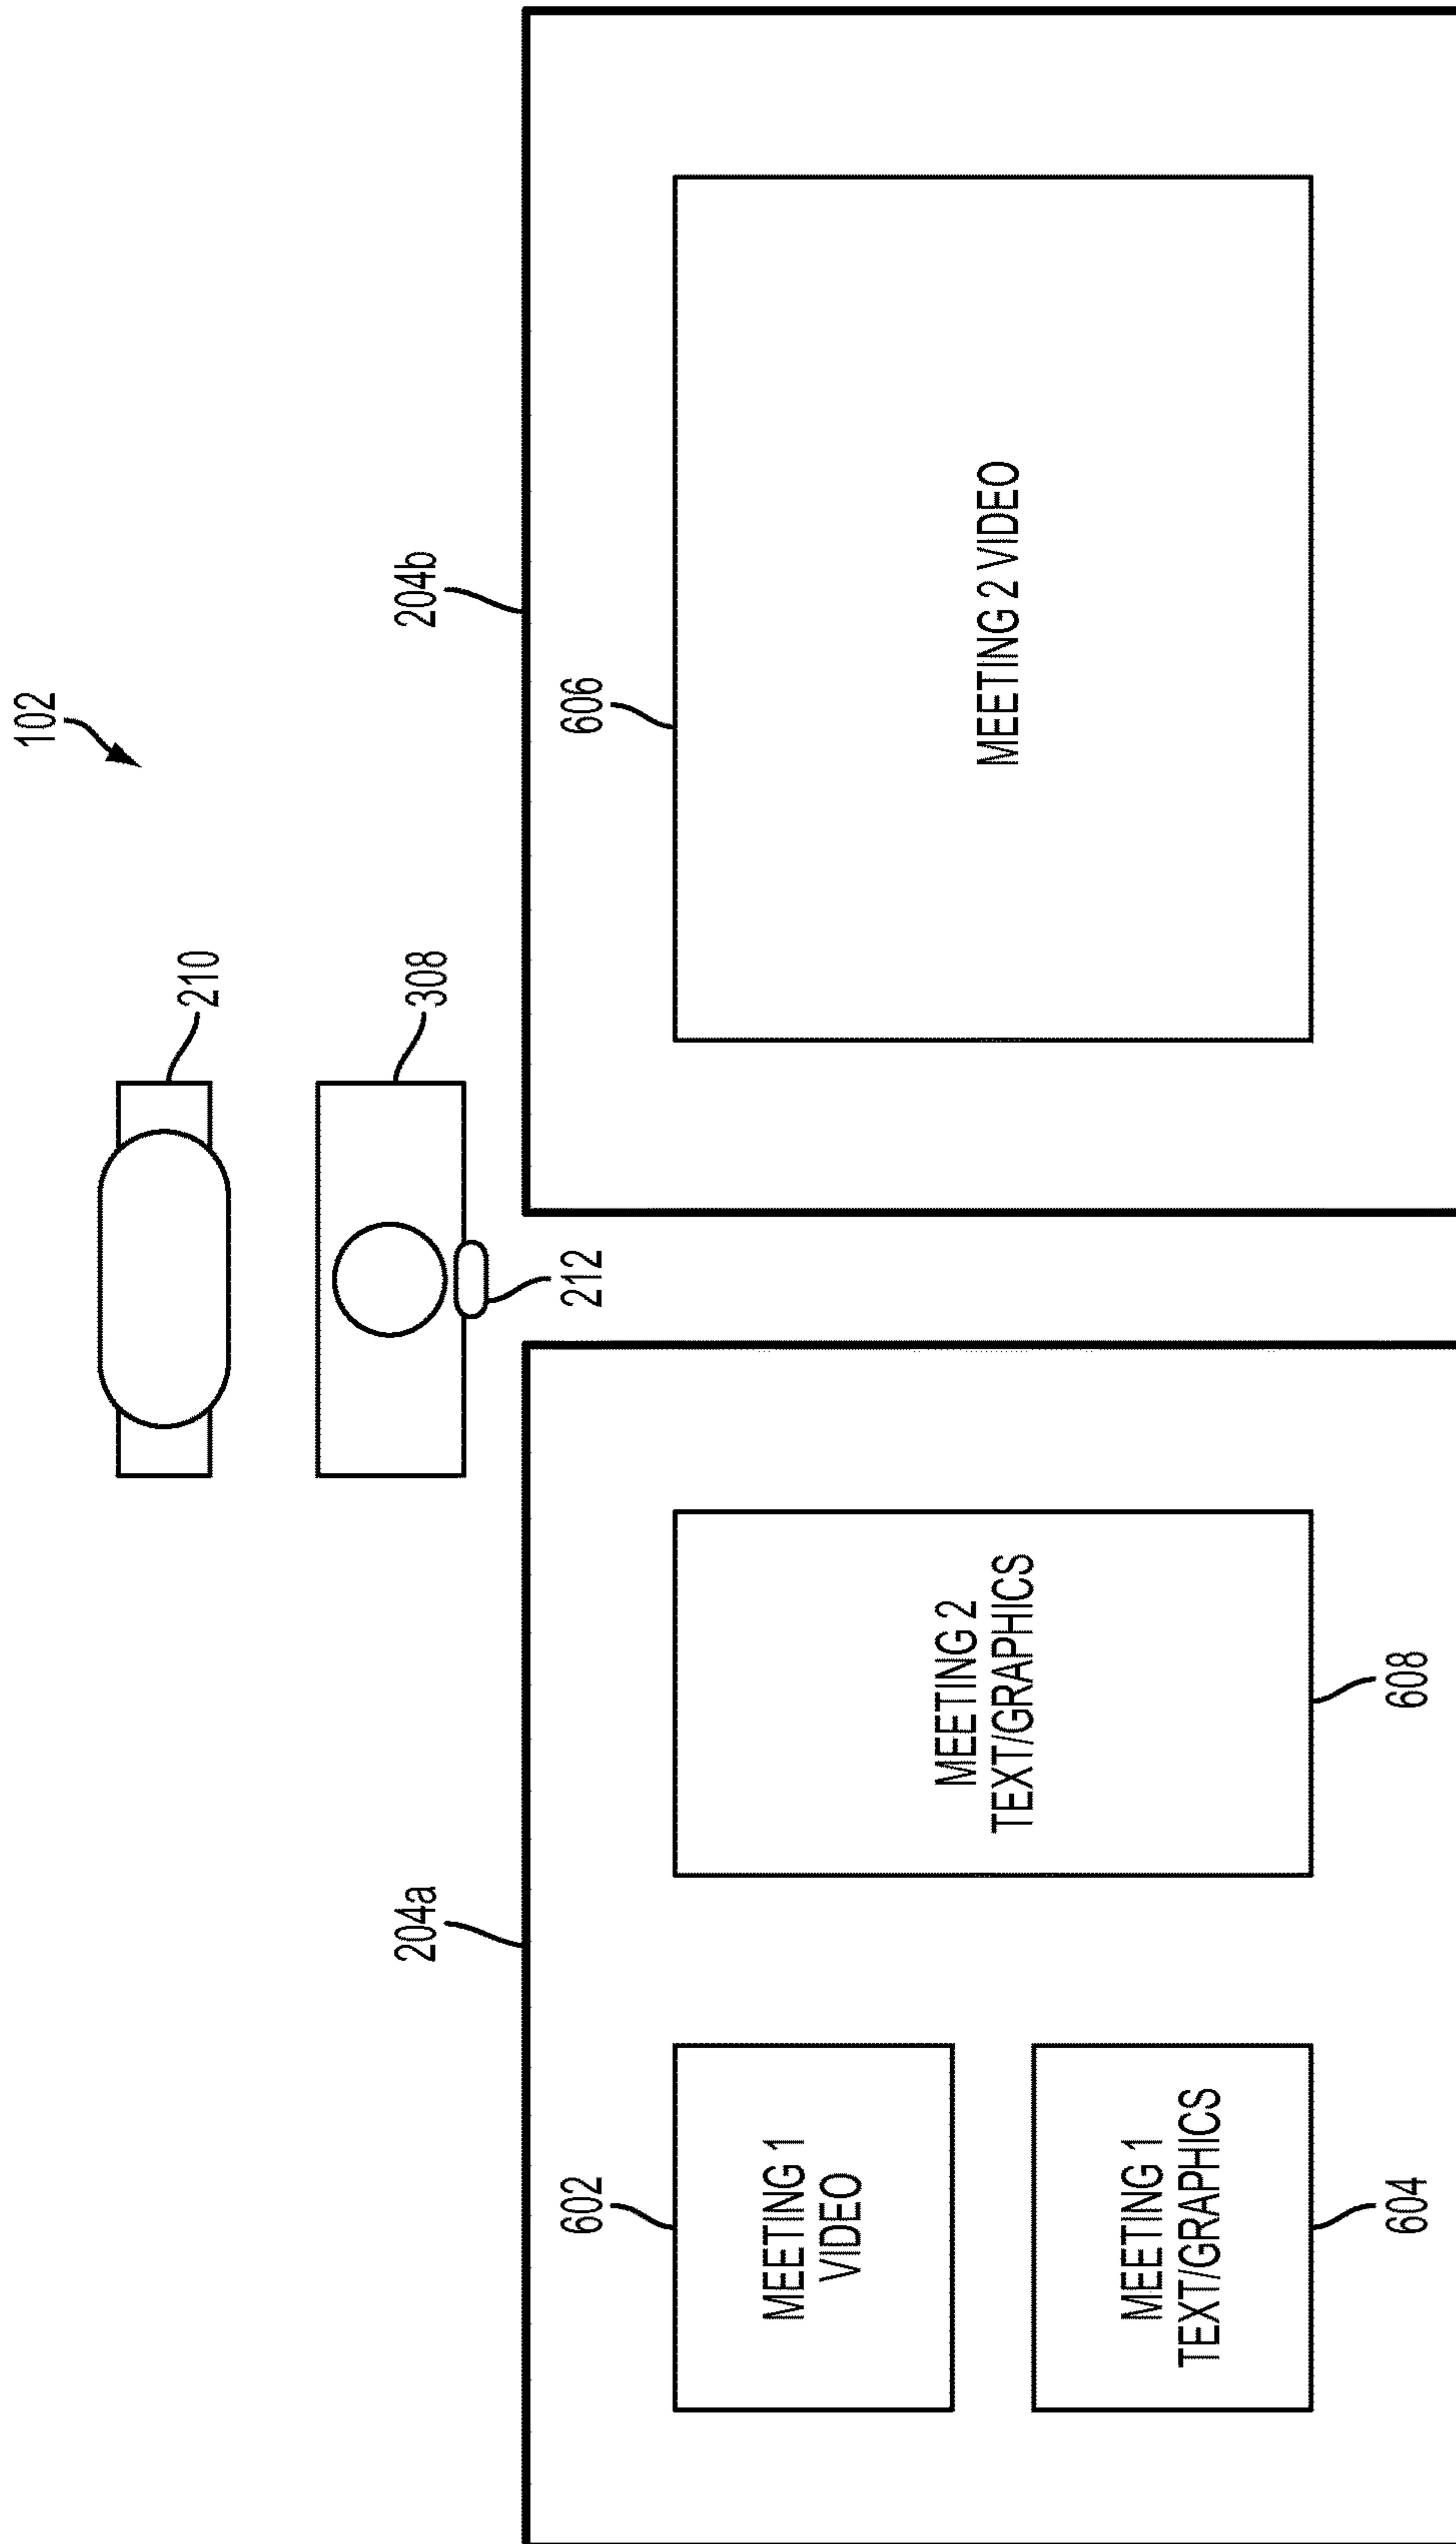 102
210
308
204a
204b
212
602
MEETING 1
VIDEO
606
MEETING 2
TEXT/GRAPHICS
MEETING 2 VIDEO
MEETING 1
TEXT/GRAPHICS
604
608